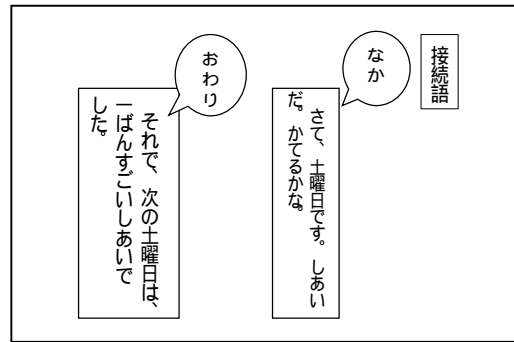 接続語
なか
さて、土曜日です。しあい
だ。かてるかな。
おわり
それで、次の土曜日は、
一ばんすごいしあいで
した。